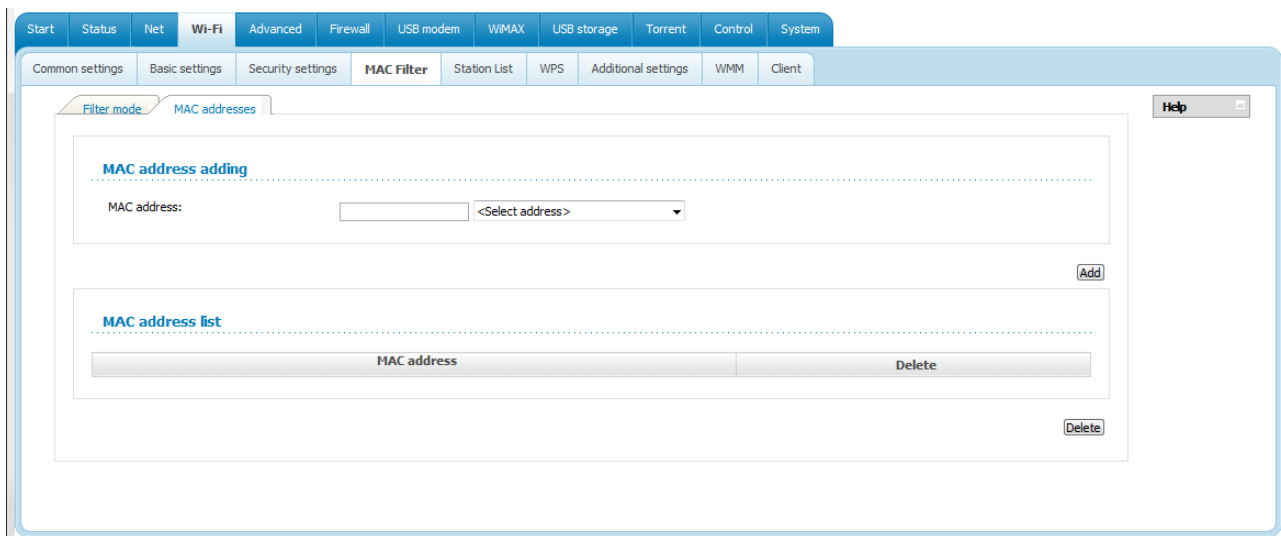 Start Status Net Wi-Fi Advanced Firewall USB modem WiMAX USB storage Torrent Control System
Common settings Basic settings Security settings MAC Filter Station List WPS Additional settings WMM Client
Filter mode MAC addresses Help
MAC address adding
MAC address: <Select address>
Add
MAC address list
MAC address Delete
Delete